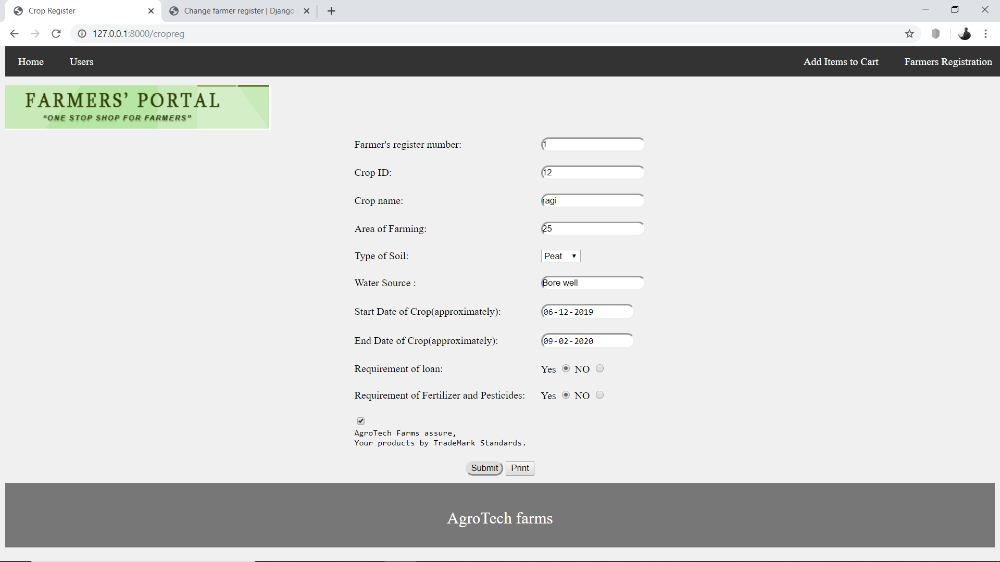 Crop Register
Change farmer register | Django
127.0.0.1:8000/cropreg
Home Users Add Items to Cart Farmers Registration
FARMERS’ PORTAL
“ONE STOP SHOP FOR FARMERS”
Farmer's register number: 1
Crop ID: 12
Crop name: ragi
Area of Farming: 25
Type of Soil: Peat
Water Source : Bore well
Start Date of Crop(approximately): 06-12-2019
End Date of Crop(approximately): 09-02-2020
Requirement of loan: Yes NO
Requirement of Fertilizer and Pesticides: Yes NO
AgroTech Farms assure,
Your products by TradeMark Standards.
Submit Print
AgroTech farms